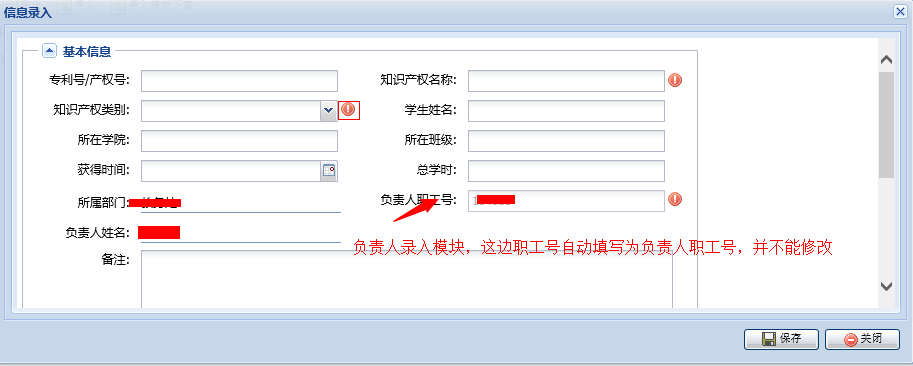 信息录入
基本信息
专利号/产权号: 知识产权名称:
知识产权类别: 学生姓名:
所在学院: 所在班级:
获得时间: 总学时:
所属部门: 负责人职工号:
负责人姓名:
负责人录入模块，这边职工号自动填写为负责人职工号，并不能修改
备注:
保存 关闭